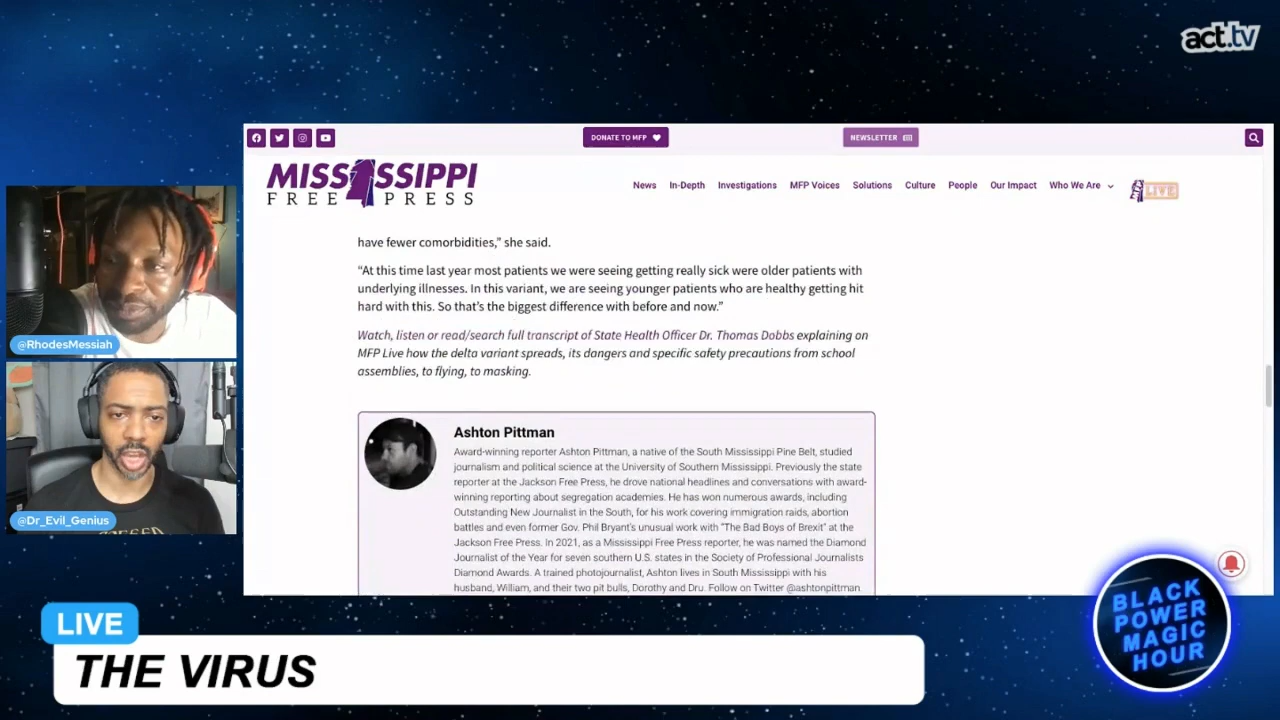 act.tv
DONATE TO MFP
NEWSLETTER
MISSISSIPPI
FREE PRESS
News In-Depth Investigations MFP Voices Solutions Culture People Our Impact Who We Are LIVE
have fewer comorbidities,” she said.
“At this time last year most patients we were seeing getting really sick were older patients with
underlying illnesses. In this variant, we are seeing younger patients who are healthy getting hit
hard with this. So that’s the biggest difference with before and now.”
Watch, listen or read/search full transcript of State Health Officer Dr. Thomas Dobbs explaining on
MFP Live how the delta variant spreads, its dangers and specific safety precautions from school
assemblies, to flying, to masking.
@RhodesMessiah
@Dr_Evil_Genius
Ashton Pittman
Award-winning reporter Ashton Pittman, a native of the South Mississippi Pine Belt, studied
journalism and political science at the University of Southern Mississippi. Previously the state
reporter at the Jackson Free Press, he drove national headlines and conversations with award-
winning reporting about segregation academies. He has won numerous awards, including
Outstanding New Journalist in the South, for his work covering immigration raids, abortion
battles and even former Gov. Phil Bryant’s unusual work with “The Bad Boys of Brexit” at the
Jackson Free Press. In 2021, as a Mississippi Free Press reporter, he was named the Diamond
Journalist of the Year for seven southern U.S. states in the Society of Professional Journalists
Diamond Awards. A trained photojournalist, Ashton lives in South Mississippi with his
husband, William, and their two pit bulls, Dorothy and Dru. Follow on Twitter @ashtonpittman
LIVE
THE VIRUS
BLACK
POWER
MAGIC
HOUR